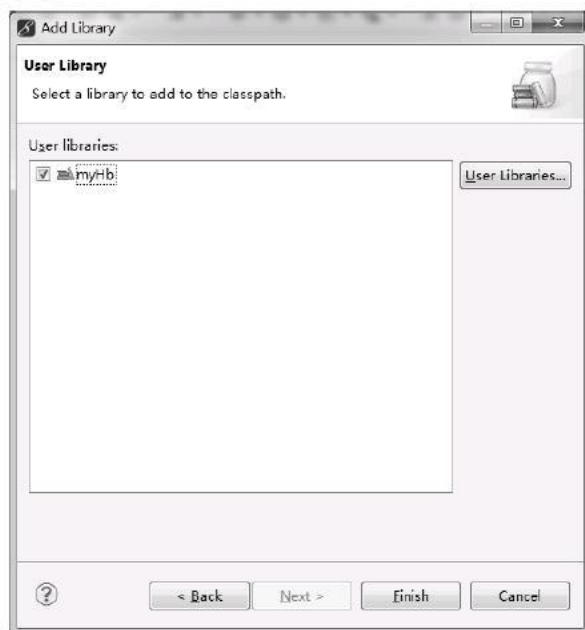 Add Library
User Library
Select a library to add to the classpath.
User libraries:
myHb
User Libraries...
?
< Back
Next >
Finish
Cancel